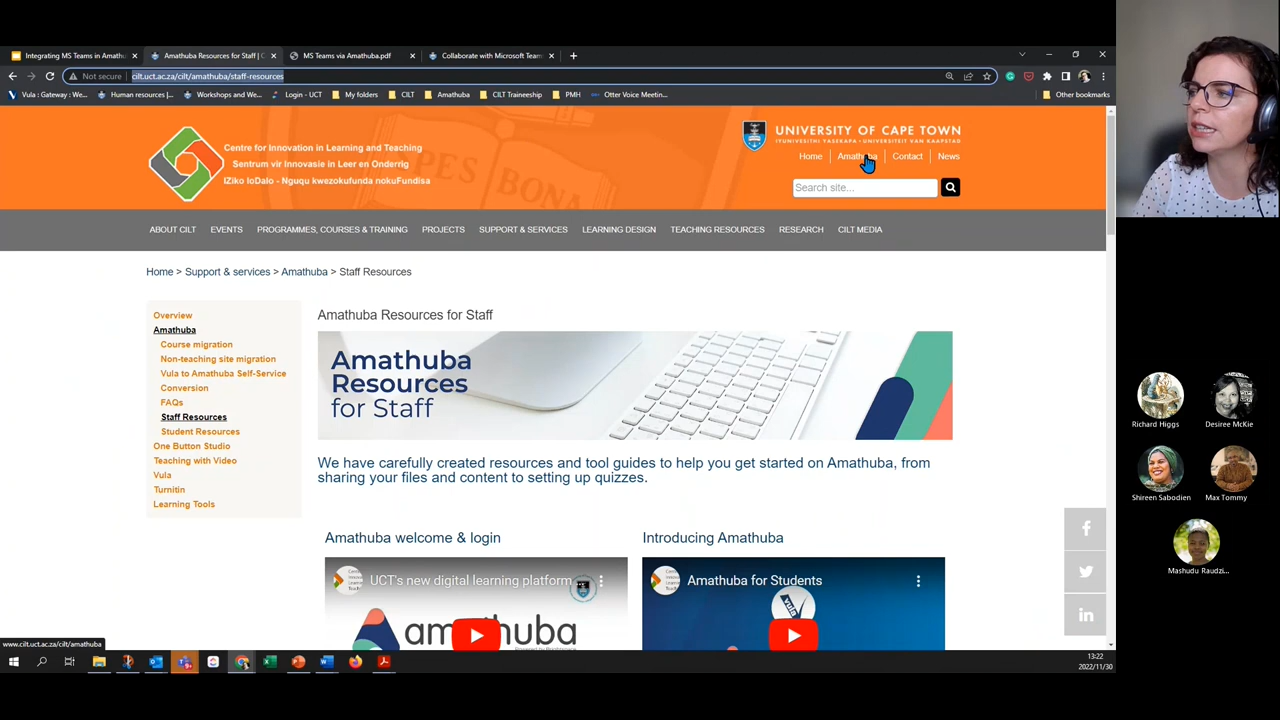 Integrating MS Teams in Amathub
Amathuba Resources for Staff | C
MS Teams via Amathuba.pdf
Collaborate with Microsoft Team
Not secure
cilt.uct.ac.za/cilt/amathuba/staff-resources
Vula : Gateway : We...
Human resources |...
Workshops and We...
Login - UCT
My folders
CILT
Amathuba
CILT Traineeship
PMH
Otter Voice Meetin...
Other bookmarks
Centre for Innovation in Learning and Teaching
Sentrum vir Innovasie in Leer en Onderrig
IZiko loDalo - Nguqu kwezokufunda nokuFundisa
UNIVERSITY OF CAPE TOWN
IYUNIVESITHI YASEKAPA • UNIVERSITEIT VAN KAAPSTAD
Home
Amathuba
Contact
News
Search site...
ABOUT CILT
EVENTS
PROGRAMMES, COURSES & TRAINING
PROJECTS
SUPPORT & SERVICES
LEARNING DESIGN
TEACHING RESOURCES
RESEARCH
CILT MEDIA
Home > Support & services > Amathuba > Staff Resources
Overview
Amathuba
Course migration
Non-teaching site migration
Vula to Amathuba Self-Service
Conversion
FAQs
Staff Resources
Student Resources
One Button Studio
Teaching with Video
Vula
Turnitin
Learning Tools
Amathuba Resources for Staff
Amathuba
Resources
for Staff
We have carefully created resources and tool guides to help you get started on Amathuba, from
sharing your files and content to setting up quizzes.
Amathuba welcome & login
Introducing Amathuba
UCT's new digital learning platform
amathuba
Amathuba for Students
vula
www.cilt.uct.ac.za/cilt/amathuba
13:22
2022/11/30
Richard Higgs
Desiree McKie
Shireen Sabodien
Max Tommy
Mashudu Raudzi...